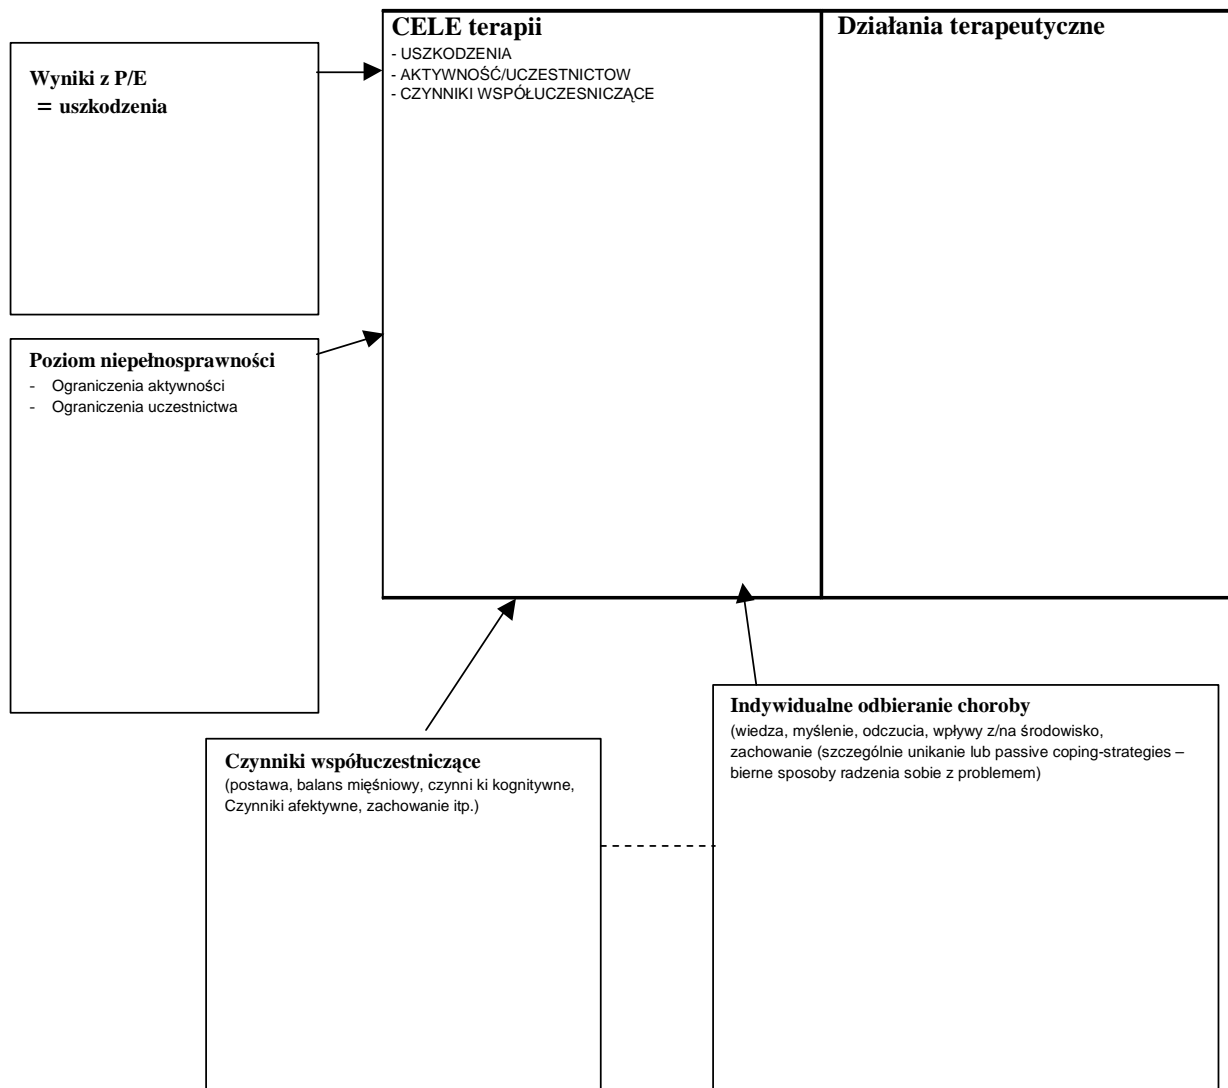 CELE terapii
- USZKODZENIA
- AKTYWNOŚĆ/UCZESTNICTOW
- CZYNNIKI WSPÓŁUCZESNICZĄCE
Działania terapeutyczne
Wyniki z P/E
= uszkodzenia
Poziom niepełnosprawności
- Ograniczenia aktywności
- Ograniczenia uczestnictwa
Czynniki współuczestniczące
(postawa, balans mięśniowy, czynni ki kognitywne,
Czynniki afektywne, zachowanie itp.)
Indywidualne odbieranie choroby
(wiedza, myślenie, odczucia, wpływy z/na środowisko,
zachowanie (szczególnie unikanie lub passive coping-strategies –
bierne sposoby radzenia sobie z problemem)